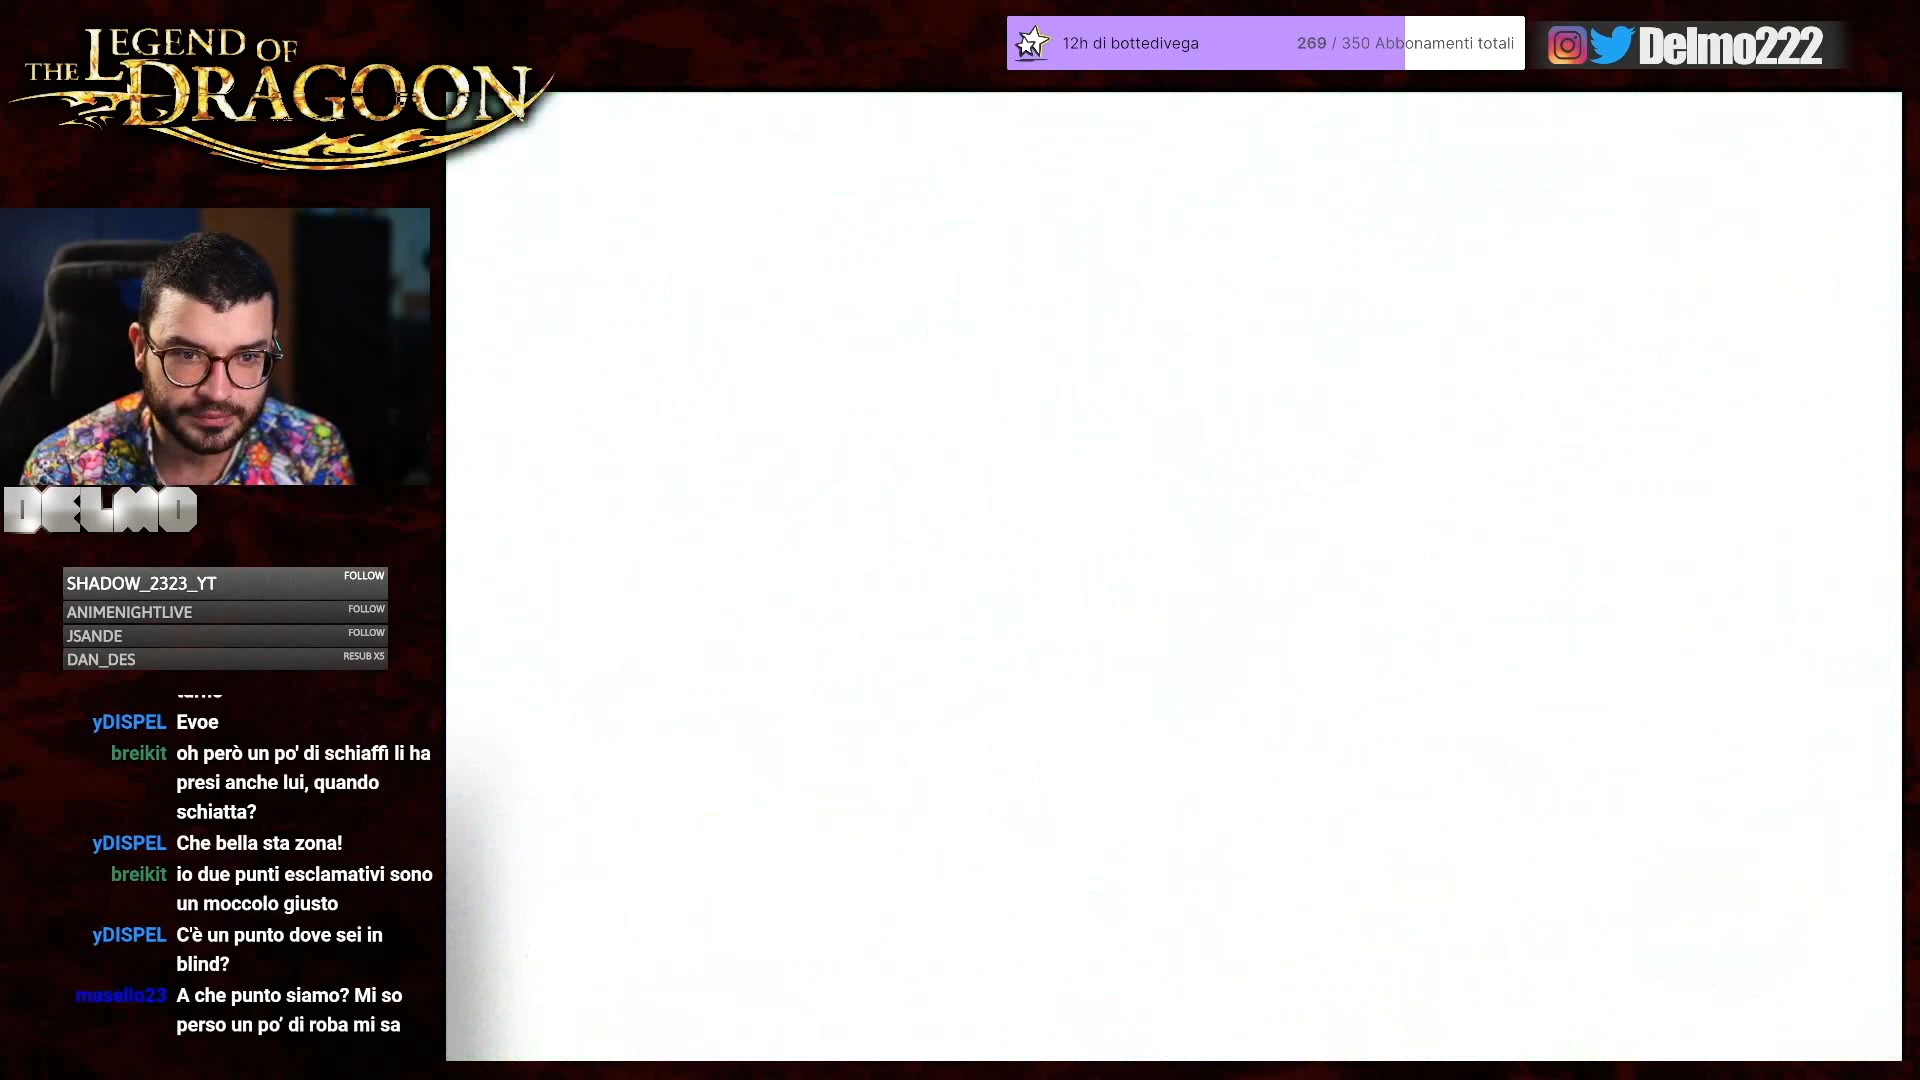 THE LEGEND OF
DRAGOON
12h di bottedivega
269 / 350 Abbonamenti totali
Delmo222
DELMO
SHADOW_2323_YT FOLLOW
ANIMENIGHTLIVE FOLLOW
JSANDE FOLLOW
DAN_DES RESUB X5
yDISPEL Evoe
breikit oh però un po' di schiaffi li ha
presi anche lui, quando
schiatta?
yDISPEL Che bella sta zona!
breikit io due punti esclamativi sono
un moccolo giusto
yDISPEL C'è un punto dove sei in
blind?
masello23 A che punto siamo? Mi so
perso un po’ di roba mi sa